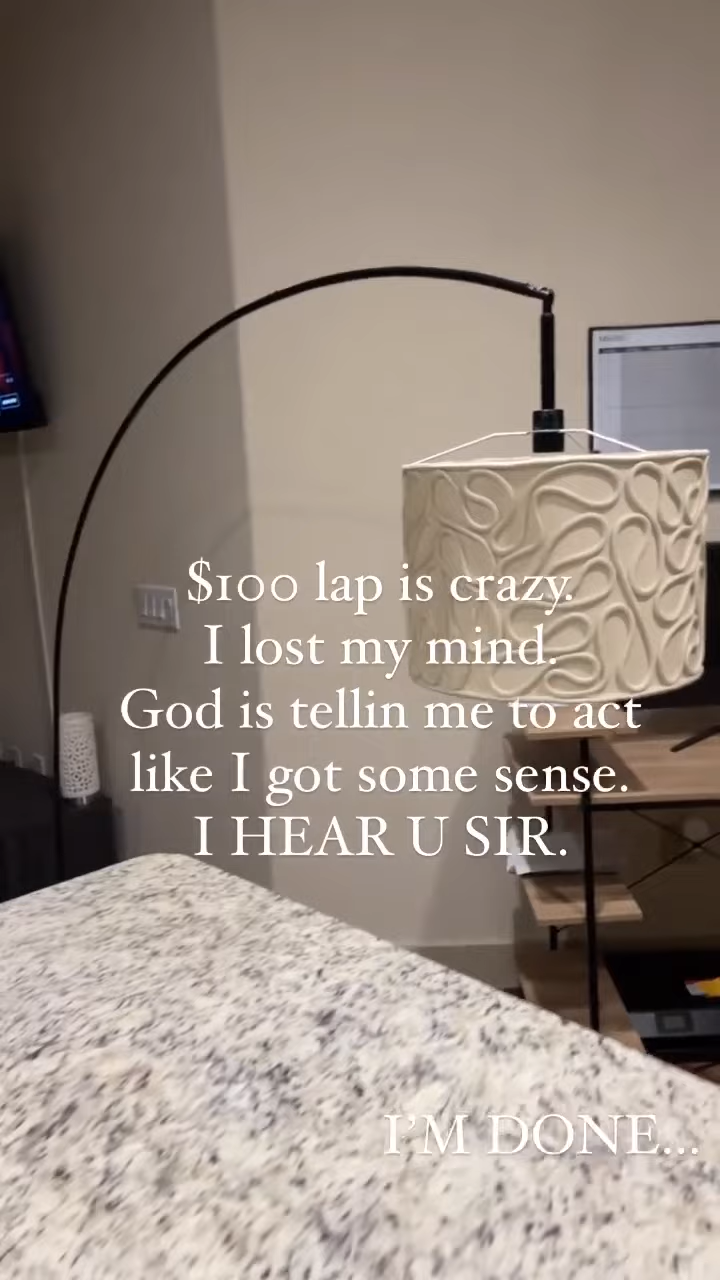 $100 lap is crazy.
I lost my mind.
God is tellin me to act
like I got some sense.
I HEAR U SIR.
I'M DONE...